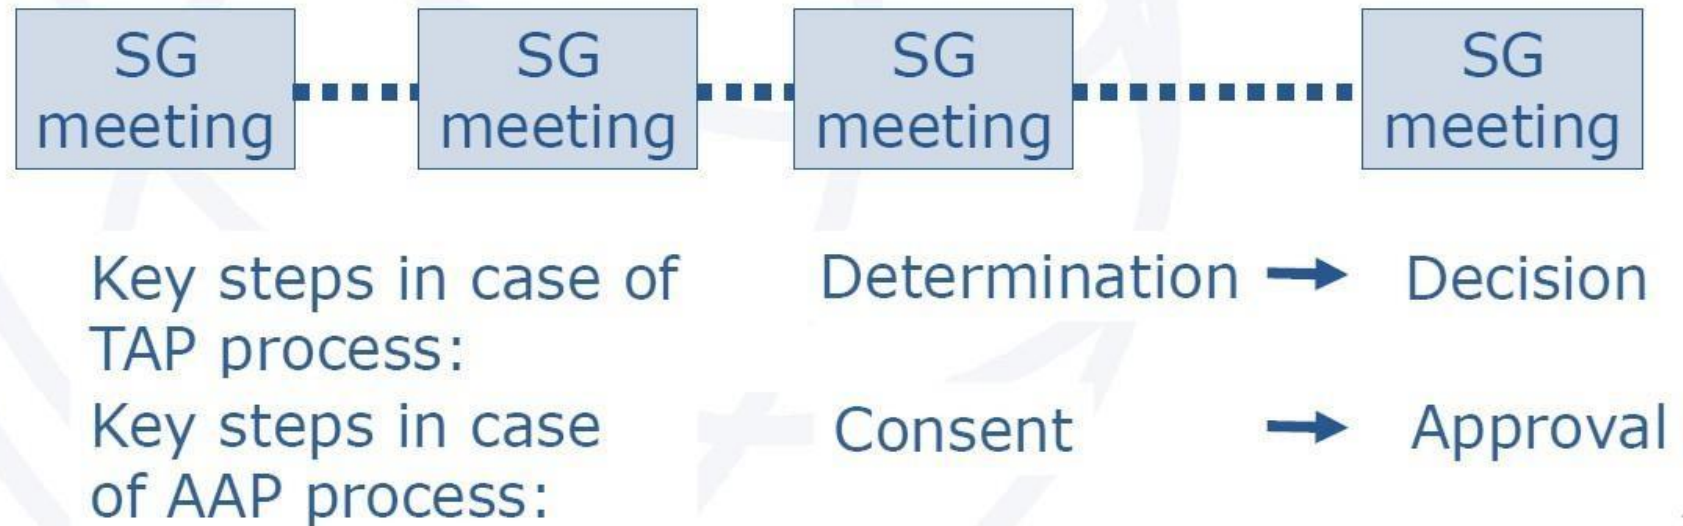 SG meeting
SG meeting
SG meeting
SG meeting
Key steps in case of
TAP process:
Determination → Decision
Key steps in case
of AAP process:
Consent → Approval